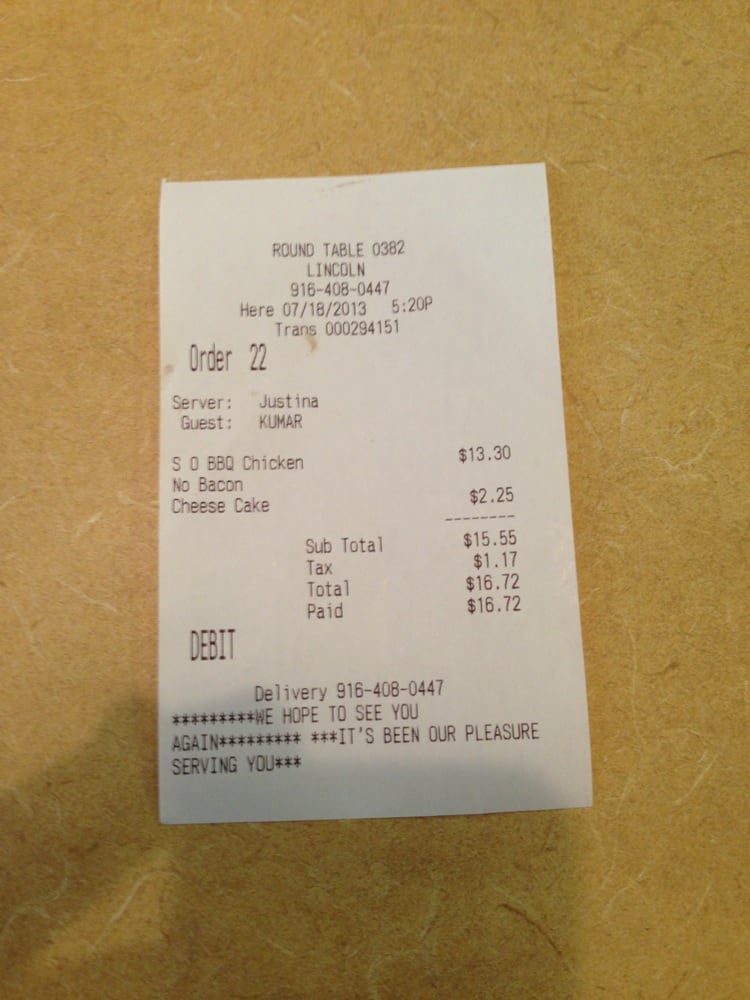 ROUND TABLE 0382
LINCOLN
916-408-0447
Here 07/18/2013 5:20P
Trans 000294151
Order 22
Server: Justina
Guest: KUMAR
S O BBQ Chicken $13.30
No Bacon
Cheese Cake $2.25
--------
Sub Total $15.55
Tax $1.17
Total $16.72
Paid $16.72
DEBIT
Delivery 916-408-0447
*********WE HOPE TO SEE YOU
AGAIN********* ***IT'S BEEN OUR PLEASURE
SERVING YOU***